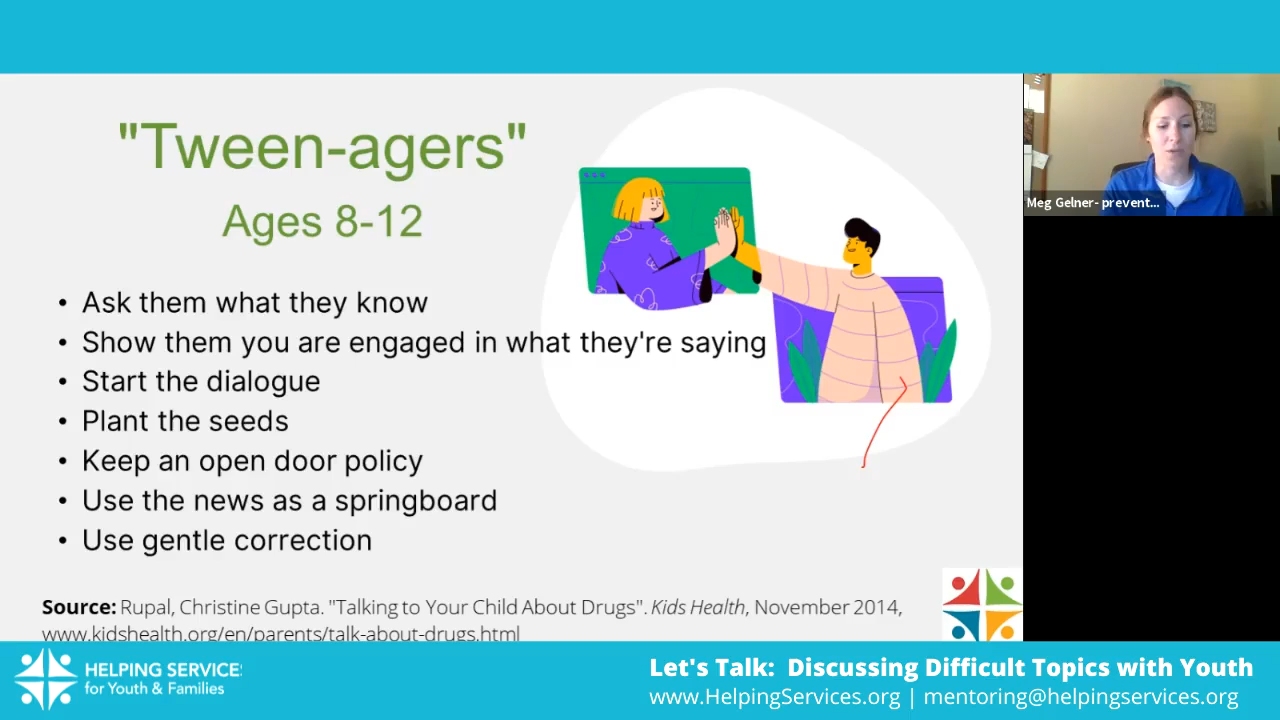 "Tween-agers"
Ages 8-12
• Ask them what they know
• Show them you are engaged in what they're saying
• Start the dialogue
• Plant the seeds
• Keep an open door policy
• Use the news as a springboard
• Use gentle correction
Source: Rupal, Christine Gupta. "Talking to Your Child About Drugs". Kids Health, November 2014,
www.kidshealth.org/en/parents/talk-about-drugs.html
Meg Gelner- prevent...
HELPING SERVICES
for Youth & Families
Let's Talk: Discussing Difficult Topics with Youth
www.HelpingServices.org | mentoring@helpingservices.org